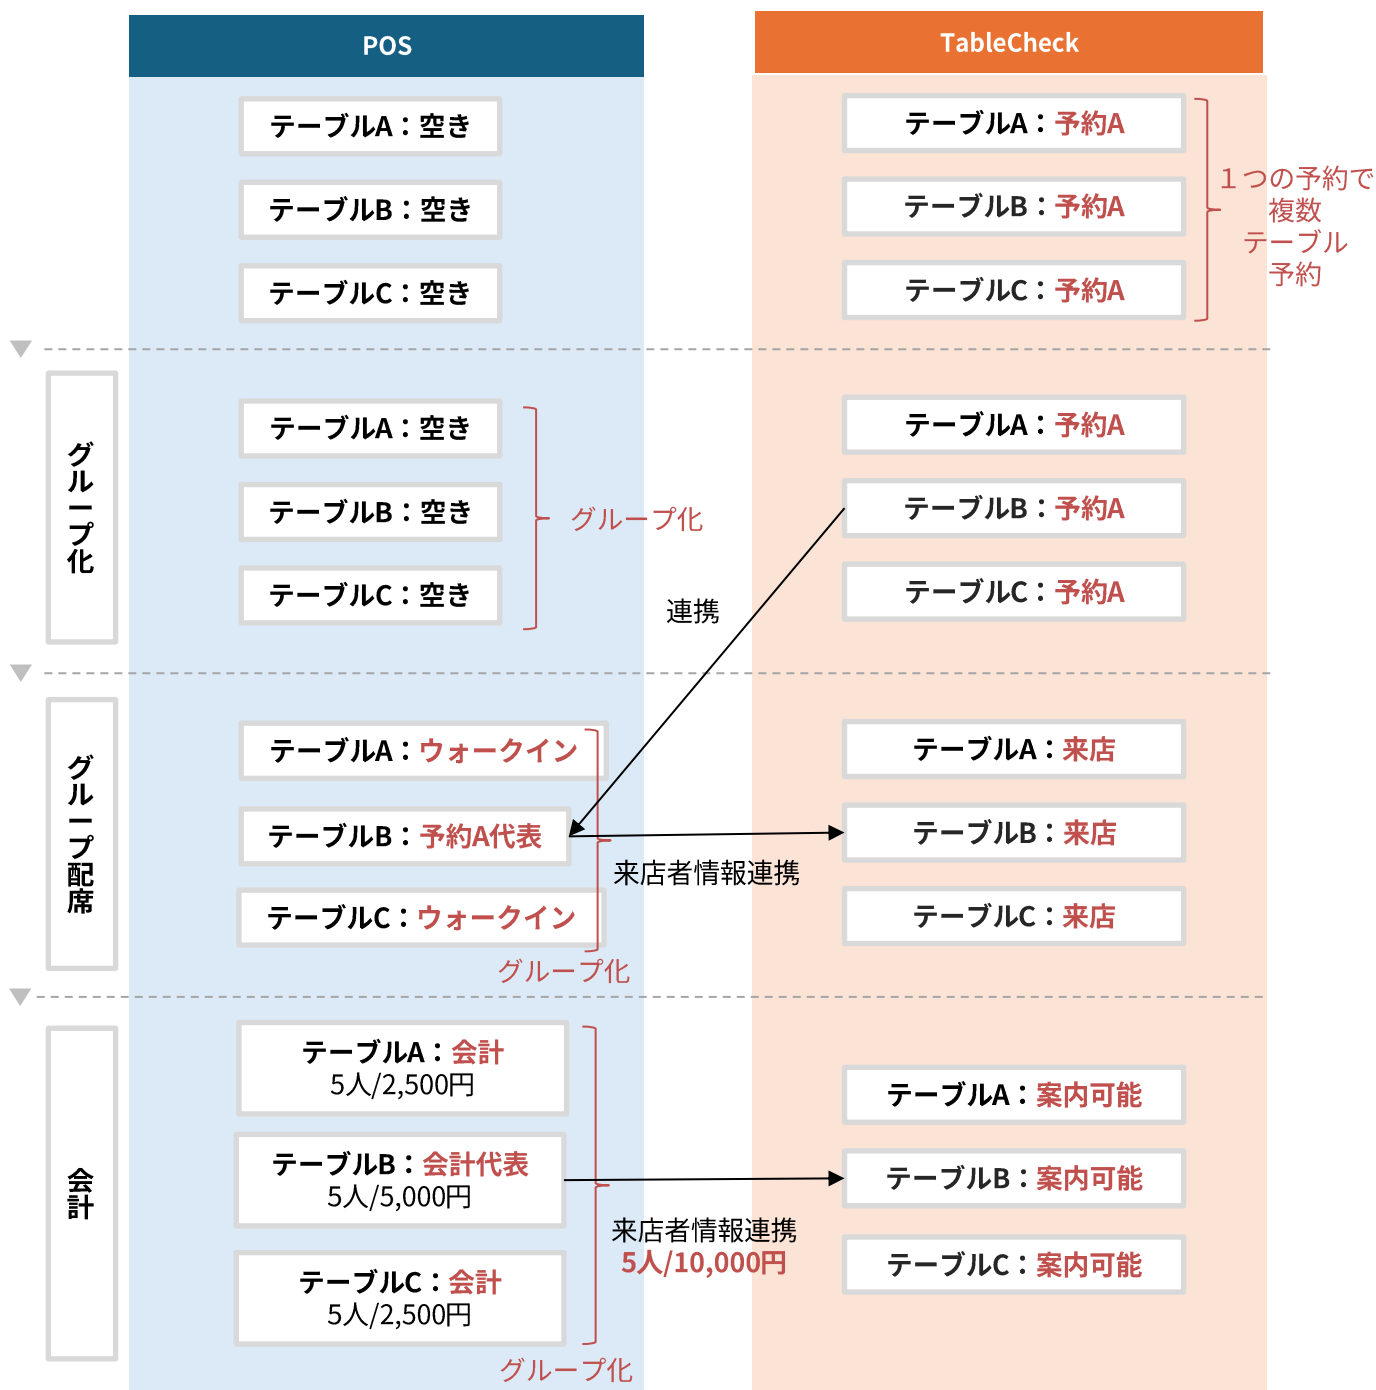 POS
TableCheck
テーブルA：空き
テーブルB：空き
テーブルC：空き
テーブルA：予約A
テーブルB：予約A
テーブルC：予約A
１つの予約で
複数
テーブル
予約
グループ化
テーブルA：空き
テーブルB：空き
テーブルC：空き
グループ化
テーブルA：予約A
テーブルB：予約A
テーブルC：予約A
連携
グループ配席
テーブルA：ウォークイン
テーブルB：予約A代表
テーブルC：ウォークイン
グループ化
来店者情報連携
テーブルA：来店
テーブルB：来店
テーブルC：来店
会計
テーブルA：会計
5人/2,500円
テーブルB：会計代表
5人/5,000円
テーブルC：会計
5人/2,500円
グループ化
来店者情報連携
5人/10,000円
テーブルA：案内可能
テーブルB：案内可能
テーブルC：案内可能